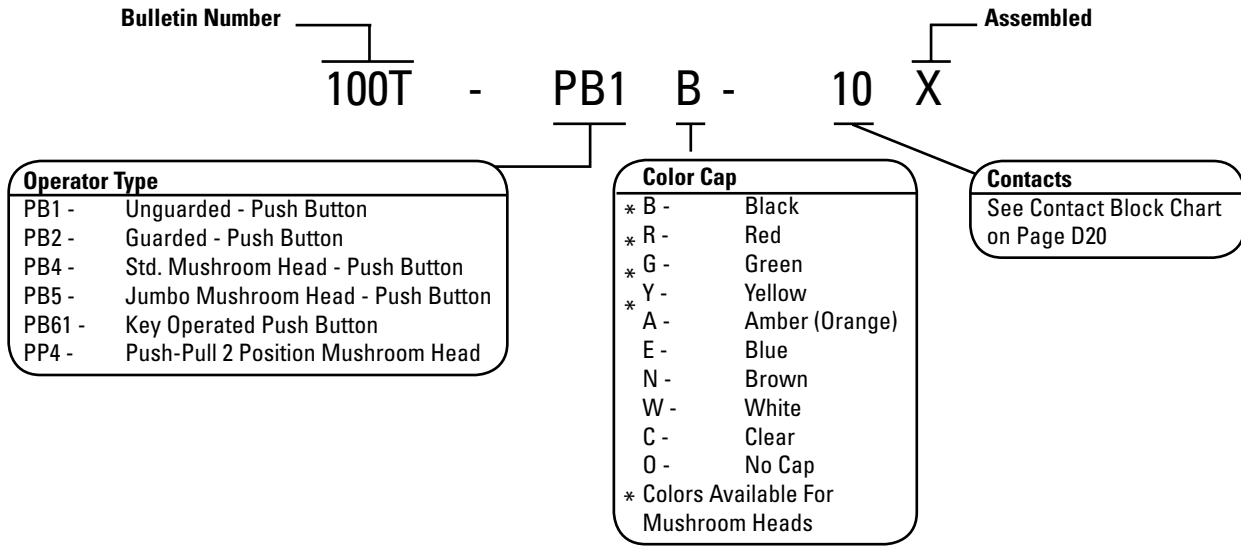 Bulletin Number
Assembled
100T - PB1 B - 10 X
Operator Type
PB1 - Unguarded - Push Button
PB2 - Guarded - Push Button
PB4 - Std. Mushroom Head - Push Button
PB5 - Jumbo Mushroom Head - Push Button
PB61 - Key Operated Push Button
PP4 - Push-Pull 2 Position Mushroom Head
Color Cap
* B - Black
* R - Red
* G - Green
* Y - Yellow
A - Amber (Orange)
E - Blue
N - Brown
W - White
C - Clear
O - No Cap
* Colors Available For
Mushroom Heads
Contacts
See Contact Block Chart
on Page D20